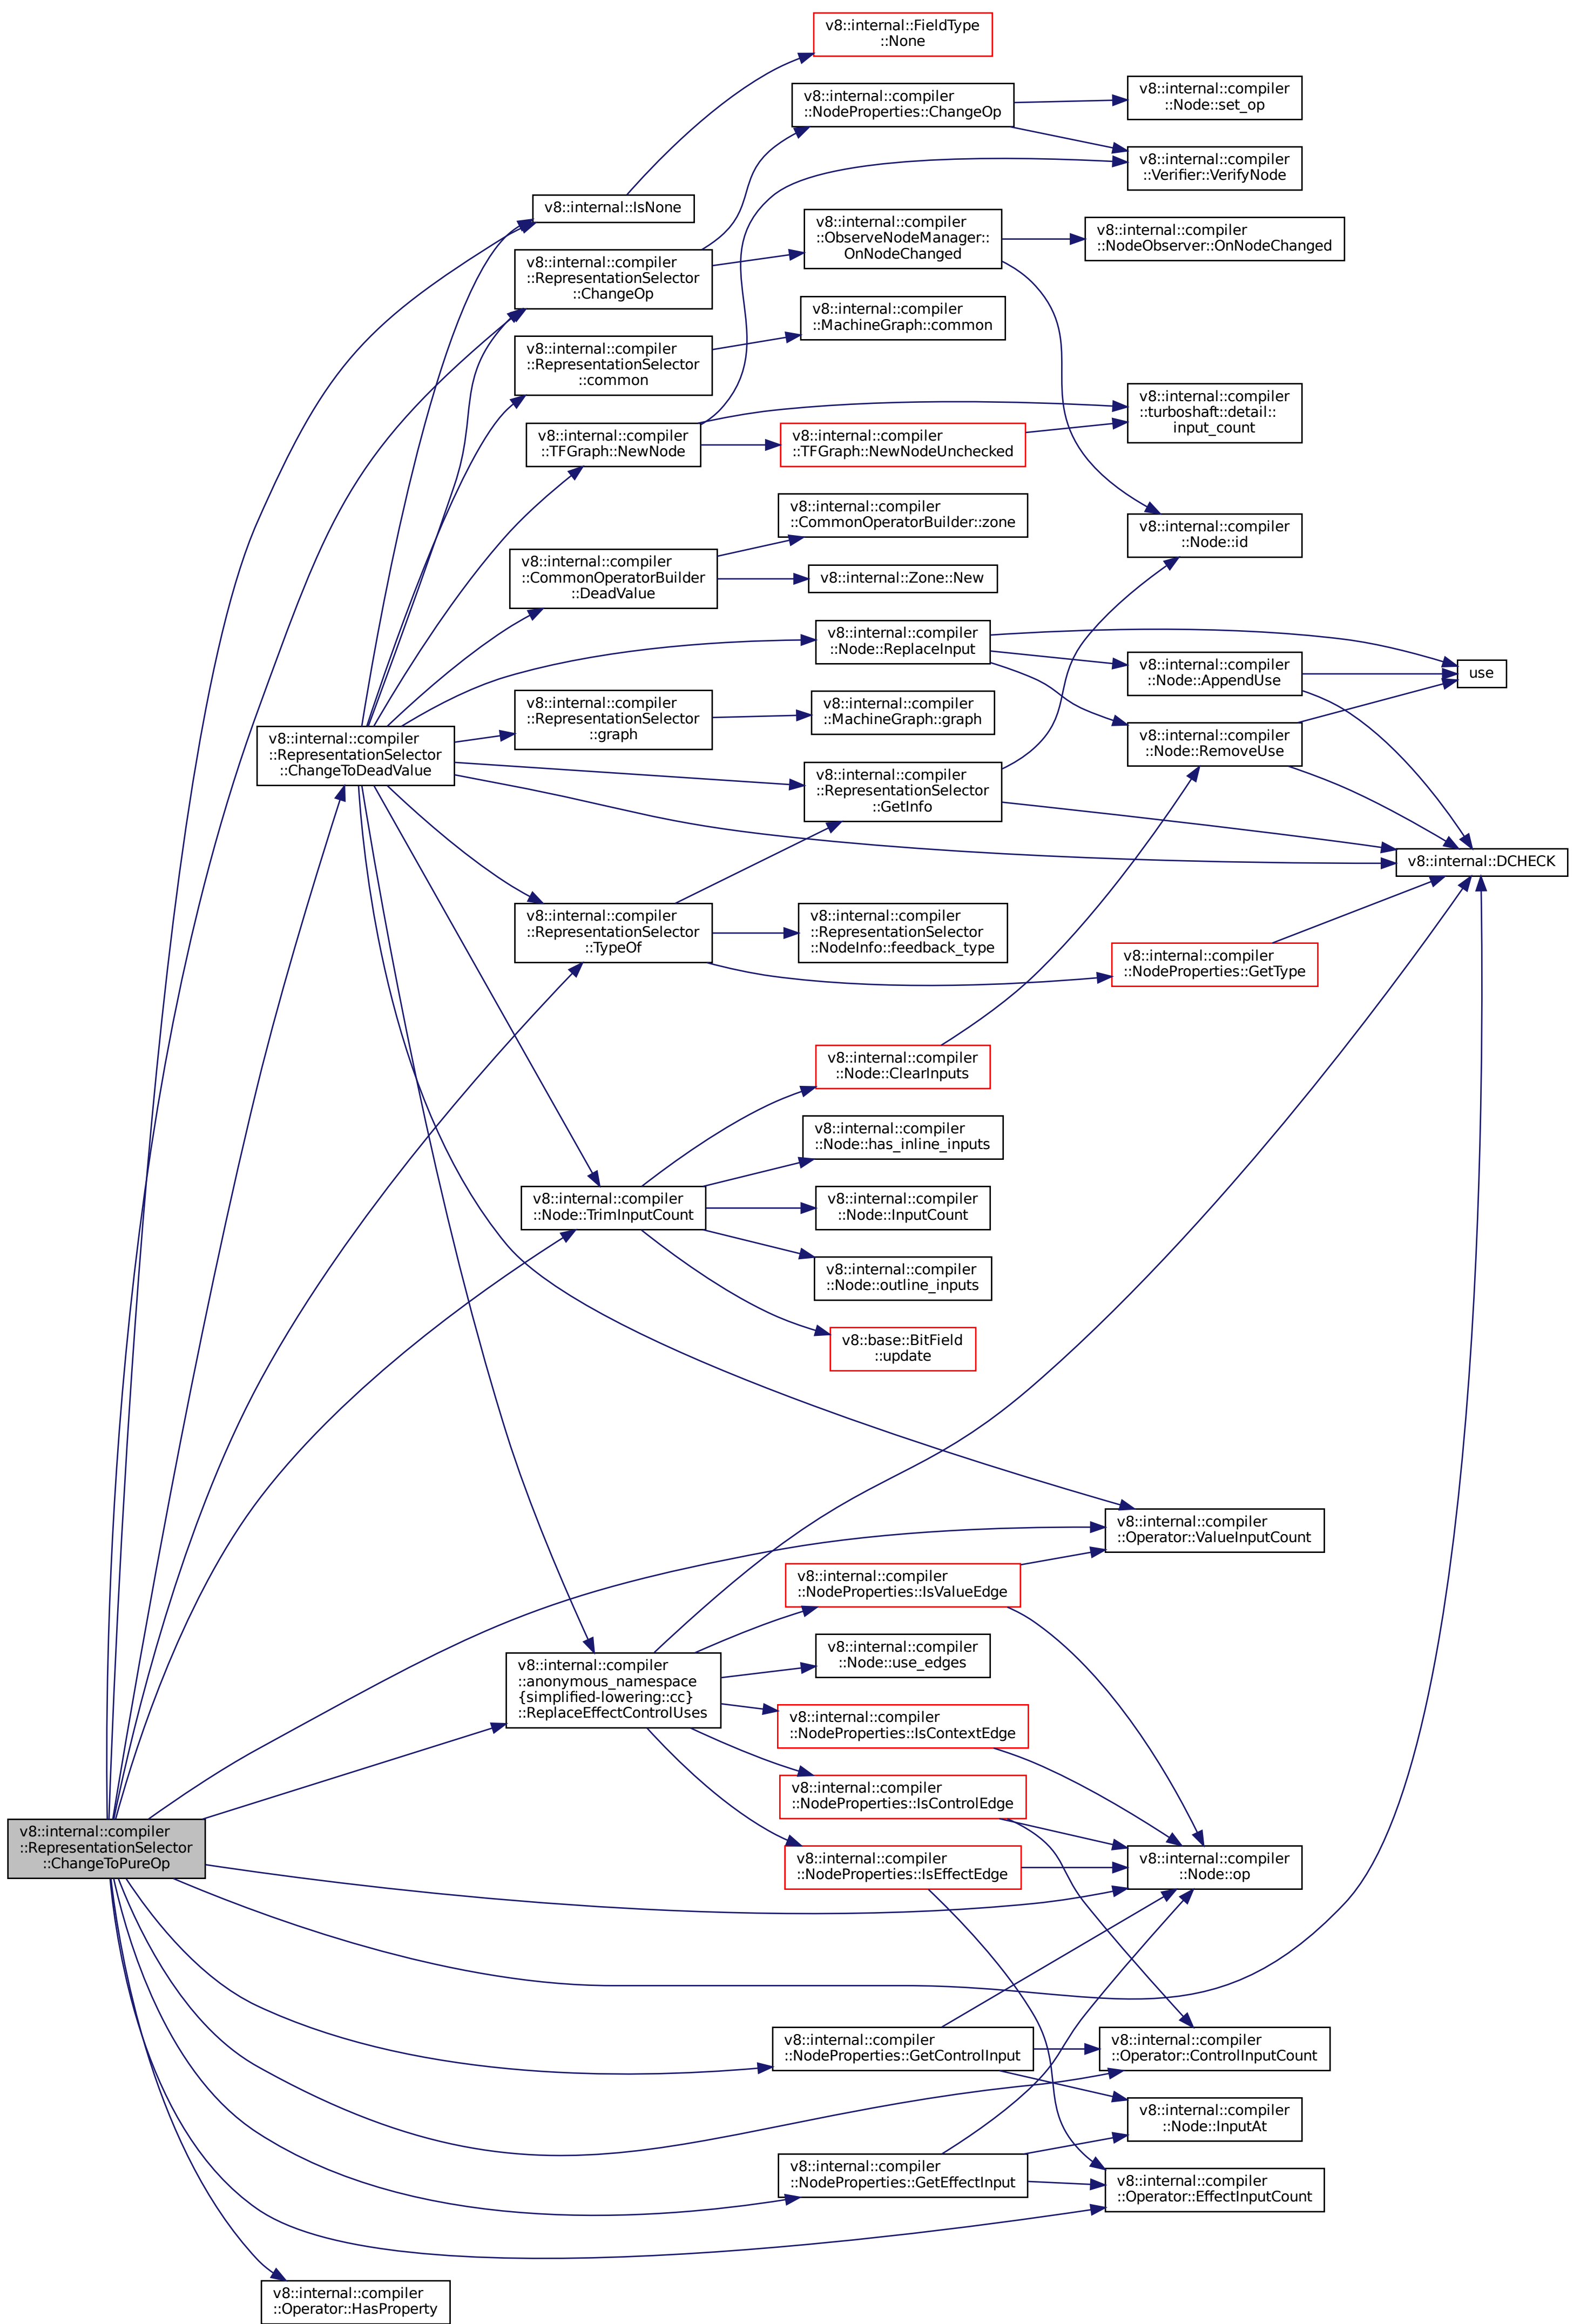 v8::internal::FieldType
::None
v8::internal::compiler
::NodeProperties::ChangeOp
v8::internal::compiler
::Node::set_op
v8::internal::compiler
::Verifier::VerifyNode
v8::internal::IsNone
v8::internal::compiler
::ObserveNodeManager::
OnNodeChanged
v8::internal::compiler
::NodeObserver::OnNodeChanged
v8::internal::compiler
::RepresentationSelector
::ChangeOp
v8::internal::compiler
::MachineGraph::common
v8::internal::compiler
::RepresentationSelector
::common
v8::internal::compiler
::turboshaft::detail::
input_count
v8::internal::compiler
::TFGraph::NewNode
v8::internal::compiler
::TFGraph::NewNodeUnchecked
v8::internal::compiler
::CommonOperatorBuilder::zone
v8::internal::compiler
::Node::id
v8::internal::compiler
::CommonOperatorBuilder
::DeadValue
v8::internal::Zone::New
v8::internal::compiler
::Node::ReplaceInput
v8::internal::compiler
::Node::AppendUse
use
v8::internal::compiler
::RepresentationSelector
::graph
v8::internal::compiler
::MachineGraph::graph
v8::internal::compiler
::RepresentationSelector
::ChangeToDeadValue
v8::internal::compiler
::Node::RemoveUse
v8::internal::compiler
::RepresentationSelector
::GetInfo
v8::internal::DCHECK
v8::internal::compiler
::RepresentationSelector
::TypeOf
v8::internal::compiler
::RepresentationSelector
::NodeInfo::feedback_type
v8::internal::compiler
::NodeProperties::GetType
v8::internal::compiler
::Node::ClearInputs
v8::internal::compiler
::Node::has_inline_inputs
v8::internal::compiler
::Node::TrimInputCount
v8::internal::compiler
::Node::InputCount
v8::internal::compiler
::Node::outline_inputs
v8::base::BitField
::update
v8::internal::compiler
::Operator::ValueInputCount
v8::internal::compiler
::NodeProperties::IsValueEdge
v8::internal::compiler
::Node::use_edges
v8::internal::compiler
::anonymous_namespace
{simplified-lowering::cc}
::ReplaceEffectControlUses
v8::internal::compiler
::NodeProperties::IsContextEdge
v8::internal::compiler
::NodeProperties::IsControlEdge
v8::internal::compiler
::RepresentationSelector
::ChangeToPureOp
v8::internal::compiler
::NodeProperties::IsEffectEdge
v8::internal::compiler
::Node::op
v8::internal::compiler
::NodeProperties::GetControlInput
v8::internal::compiler
::Operator::ControlInputCount
v8::internal::compiler
::Node::InputAt
v8::internal::compiler
::NodeProperties::GetEffectInput
v8::internal::compiler
::Operator::EffectInputCount
v8::internal::compiler
::Operator::HasProperty